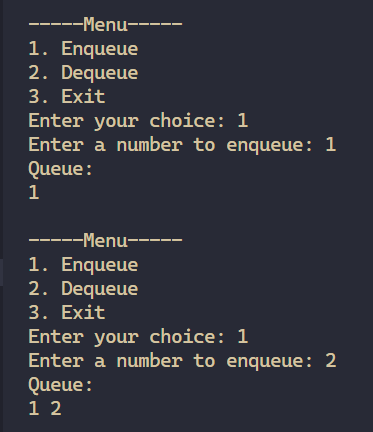 -----Menu-----
1. Enqueue
2. Dequeue
3. Exit
Enter your choice: 1
Enter a number to enqueue: 1
Queue:
1
-----Menu-----
1. Enqueue
2. Dequeue
3. Exit
Enter your choice: 1
Enter a number to enqueue: 2
Queue:
1 2